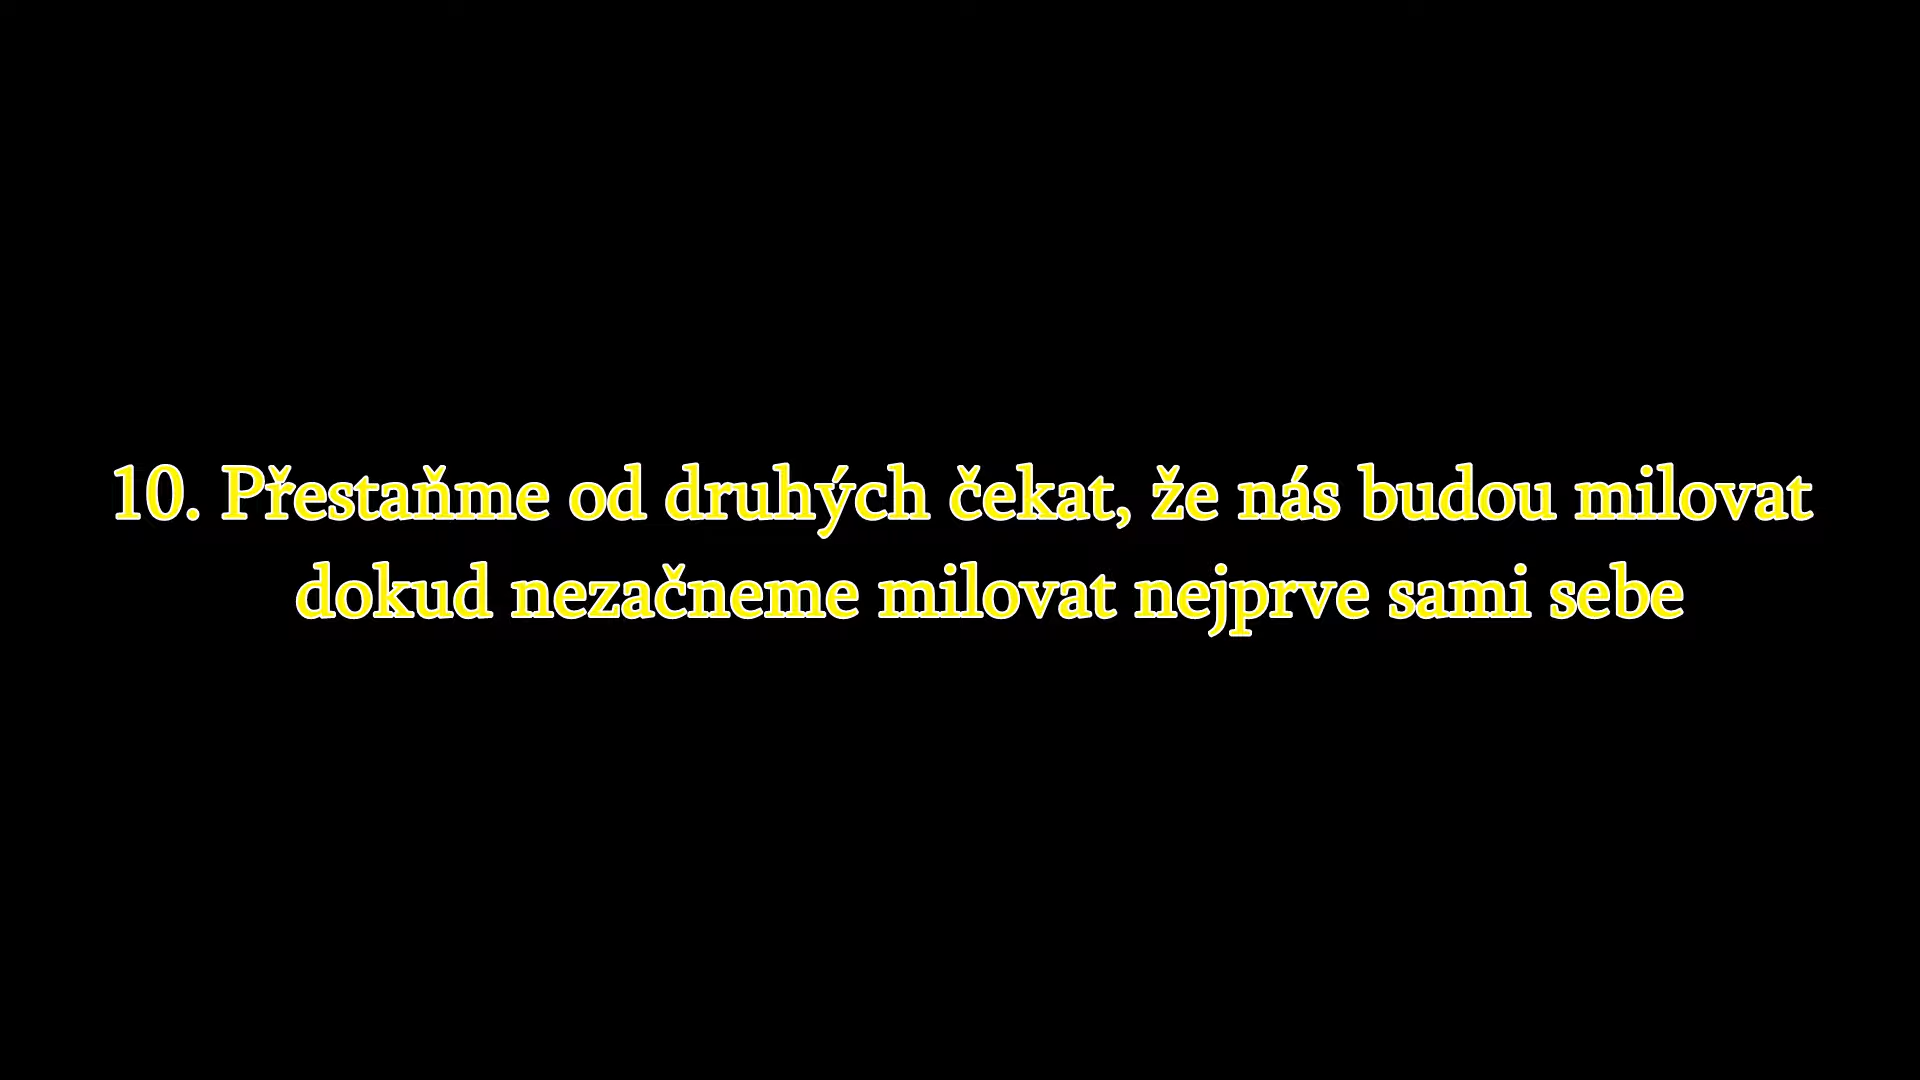 10. Přestaňme od druhých čekat, že nás budou milovat
dokud nezačneme milovat nejprve sami sebe